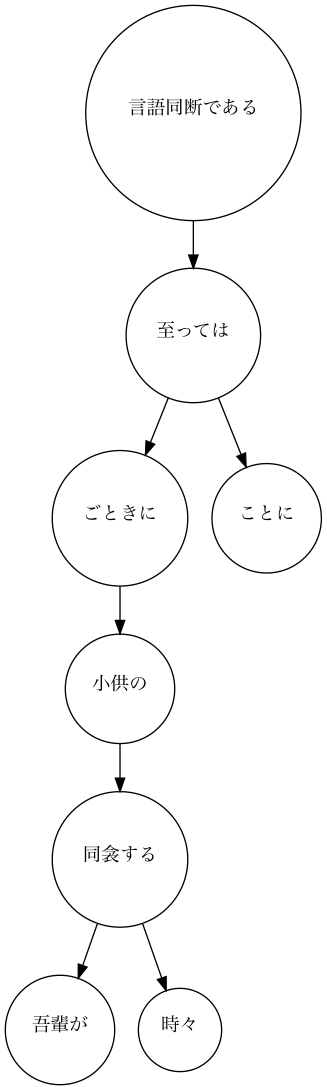 言語同断である
至っては
ごときに
ことに
小供の
同衾する
吾輩が
時々